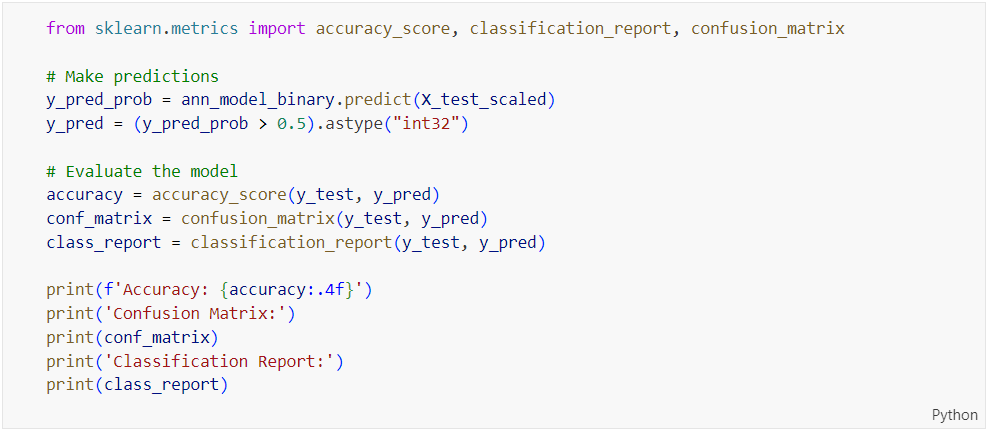 from sklearn.metrics import accuracy_score, classification_report, confusion_matrix
# Make predictions
y_pred_prob = ann_model_binary.predict(X_test_scaled)
y_pred = (y_pred_prob > 0.5).astype("int32")
# Evaluate the model
accuracy = accuracy_score(y_test, y_pred)
conf_matrix = confusion_matrix(y_test, y_pred)
class_report = classification_report(y_test, y_pred)
print(f'Accuracy: {accuracy:.4f}')
print('Confusion Matrix:')
print(conf_matrix)
print('Classification Report:')
print(class_report)
Python